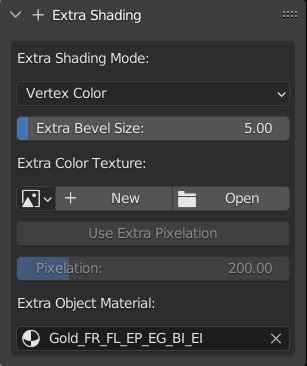 Extra Shading
Extra Shading Mode:
Vertex Color
Extra Bevel Size: 5.00
Extra Color Texture:
New Open
Use Extra Pixelation
Pixelation: 200.00
Extra Object Material:
Gold_FR_FL_EP_EG_BI_EI